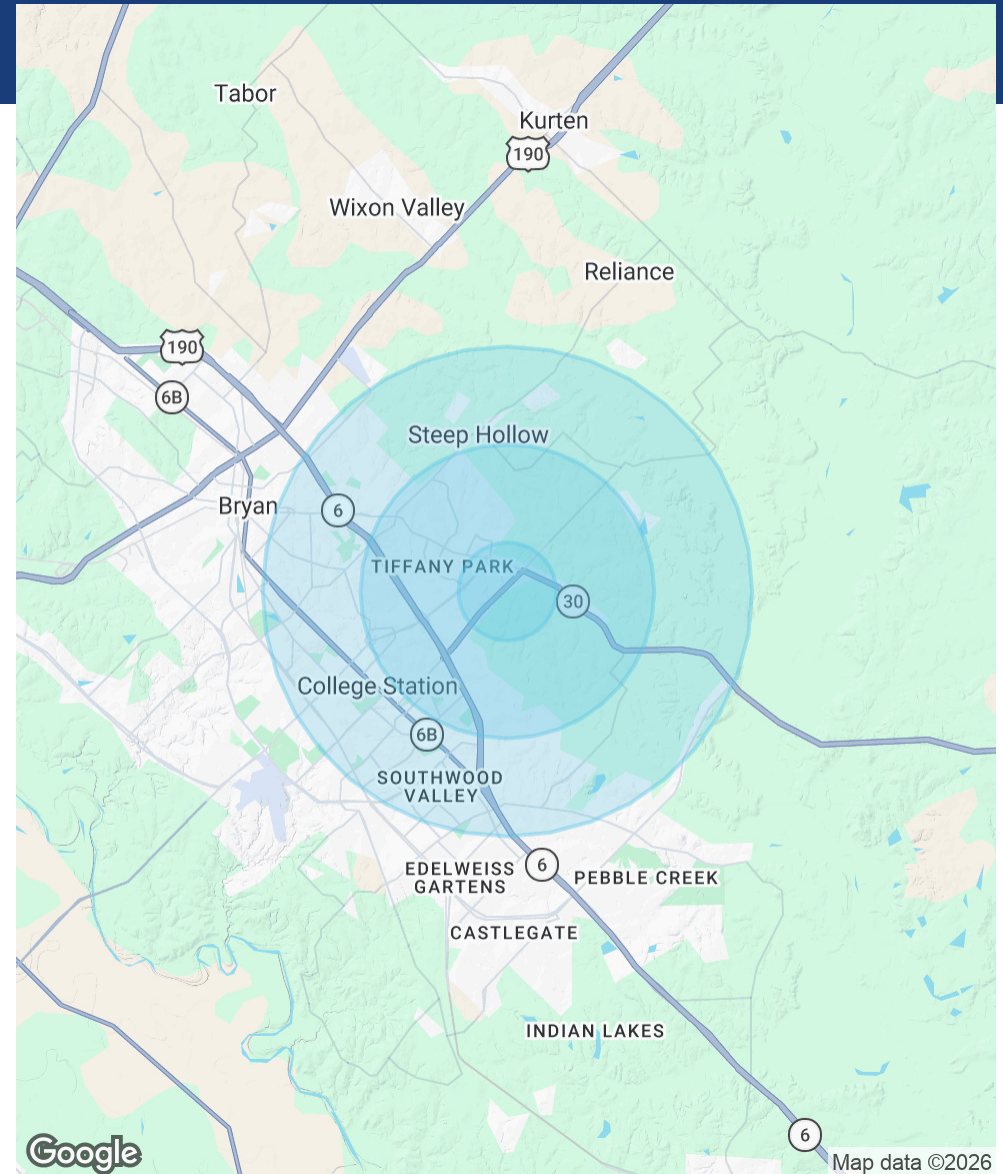 Tabor
Kurten
190
Wixon Valley
Reliance
190
6B
Steep Hollow
Bryan
6
TIFFANY PARK
30
College Station
6B
SOUTHWOOD
VALLEY
EDELWEISS
GARTENS
6
PEBBLE CREEK
CASTLEGATE
INDIAN LAKES
6
Google
Map data ©2026